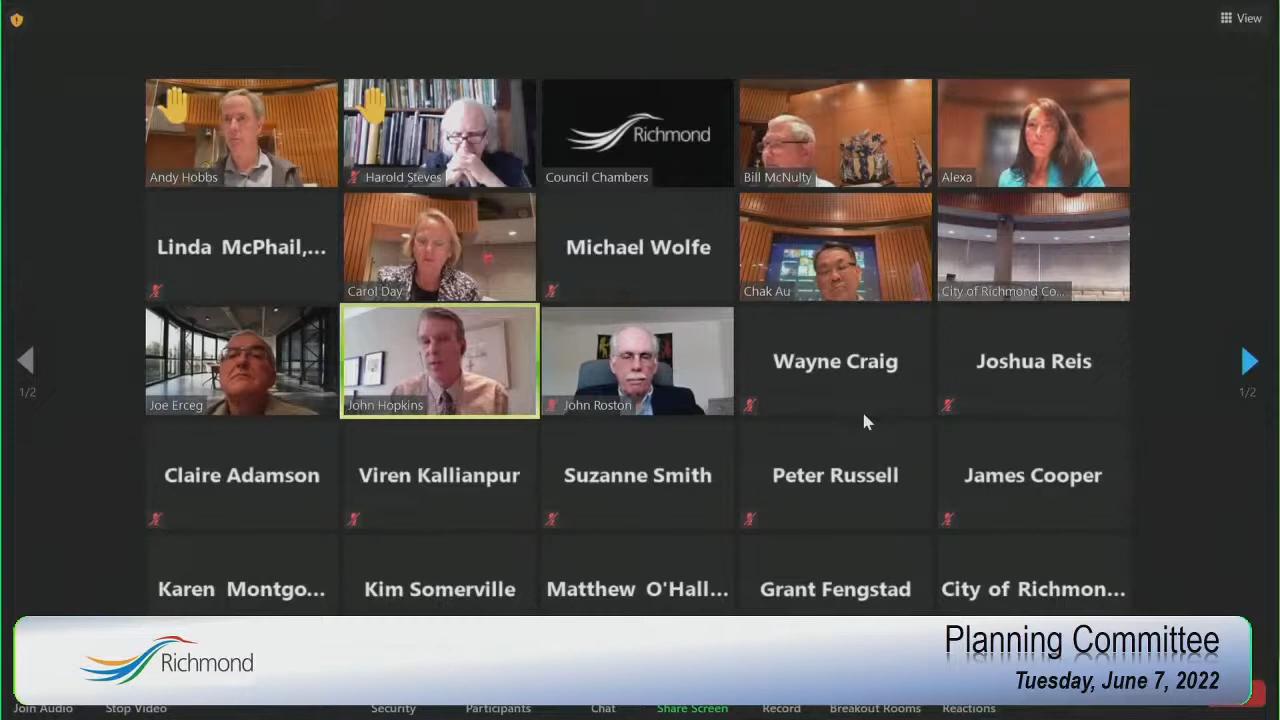 View
Andy Hobbs
Harold Steves
Richmond
Council Chambers
Bill McNulty
Alexa
Linda McPhail,...
Carol Day
Michael Wolfe
Chak Au
City of Richmond Co...
Joe Erceg
John Hopkins
John Roston
Wayne Craig
Joshua Reis
1/2
1/2
Claire Adamson
Viren Kallianpur
Suzanne Smith
Peter Russell
James Cooper
Karen Montgo...
Kim Somerville
Matthew O'Hall...
Grant Fengstad
City of Richmon...
Richmond
Planning Committee
Tuesday, June 7, 2022
Join Audio
Stop Video
Security
Participants
Chat
Share Screen
Record
Breakout Rooms
Reactions